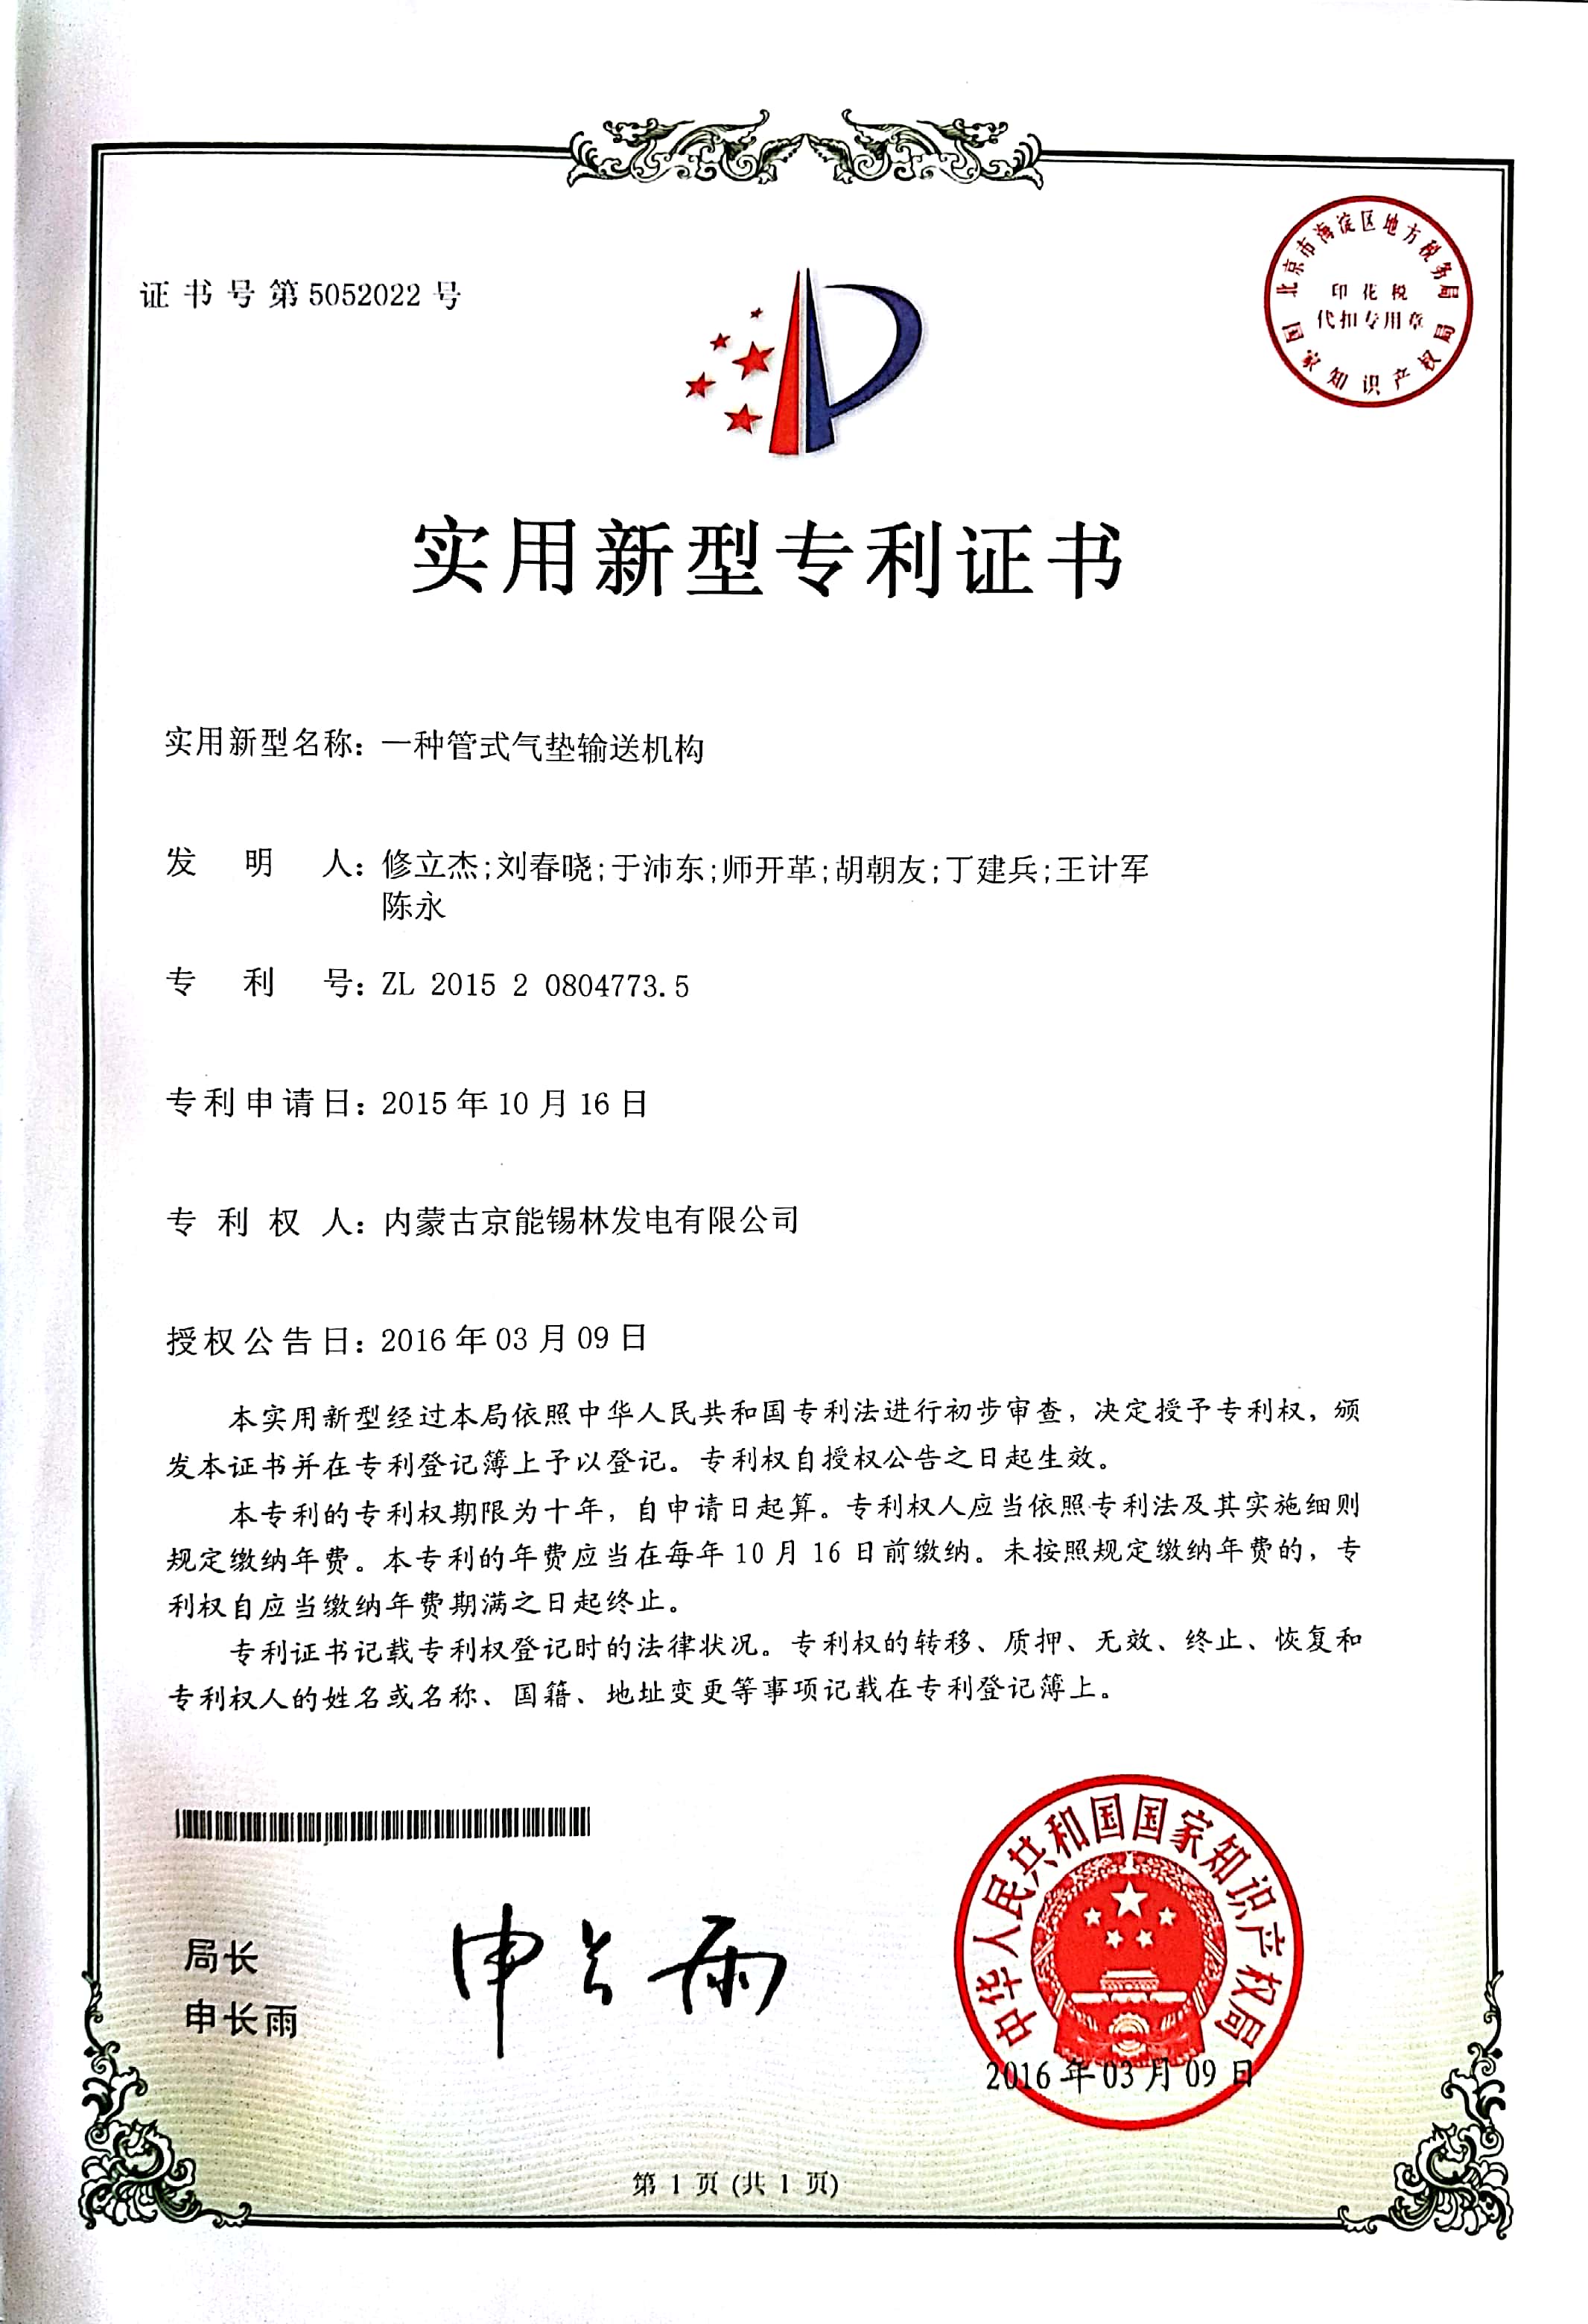 证书号第5052022号
北京市海淀区地方税务局
印花税
代扣专用章
国家知识产权局
实用新型专利证书
实用新型名称：一种管式气垫输送机构
发明人：修立杰;刘春晓;于沛东;师开革;胡朝友;丁建兵;王计军
陈永
专利号：ZL 2015 2 0804773.5
专利申请日：2015年10月16日
专利权人：内蒙古京能锡林发电有限公司
授权公告日：2016年03月09日
本实用新型经过本局依照中华人民共和国专利法进行初步审查，决定授予专利权，颁
发本证书并在专利登记簿上予以登记。专利权自授权公告之日起生效。
本专利的专利权期限为十年，自申请日起算。专利权人应当依照专利法及其实施细则
规定缴纳年费。本专利的年费应当在每年10月16日前缴纳。未按照规定缴纳年费的，专
利权自应当缴纳年费期满之日起终止。
专利证书记载专利权登记时的法律状况。专利权的转移、质押、无效、终止、恢复和
专利权人的姓名或名称、国籍、地址变更等事项记载在专利登记簿上。
局长
申长雨
申长雨
中华人民共和国国家知识产权局
2016年03月09日
第1页(共1页)